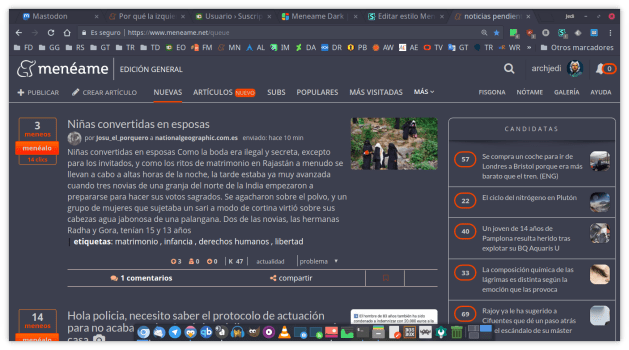 Mastodon
¿Por qué la izquie
Usuario › Suscrip
Meneame Dark
Editar estilo Men
noticias pendien
Jedi
Es seguro | https://www.meneame.net/queue
FD
GG
RS
GT
TR
TD
EO
FM
MN
AL
IM
DA
DR
PB
AW
AE
TV
GT
TR
WR
»
Otros marcadores
menéame
EDICIÓN GENERAL
archjedi
0
PUBLICAR
CREAR ARTÍCULO
NUEVAS
ARTÍCULOS NUEVO
SUBS
POPULARES
MÁS VISITADAS
MÁS
FISGONA
NÓTAME
GALERÍA
AYUDA
3
meneos
menéalo
14 clics
Niñas convertidas en esposas
por josu_el_porquero a nationalgeographic.com.es enviado: hace 10 min
Niñas convertidas en esposas Como la boda era ilegal y secreta, excepto
para los invitados, y como los ritos de matrimonio en Rajastán a menudo se
llevan a cabo a altas horas de la noche, la tarde estaba ya muy avanzada
cuando tres novias de una granja del norte de la India empezaron a
prepararse para hacer sus votos sagrados. Se agacharon sobre el polvo, y un
grupo de mujeres que sujetaba un sari a modo de cortina virtió sobre sus
cabezas agua jabonosa de una palangana. Dos de las novias, las hermanas
Radha y Gora, tenían 15 y 13 años
| etiquetas: matrimonio , infancia , derechos humanos , libertad
3
0
0
K 47
actualidad
problema
1 comentarios
compartir
14
meneos
Hola policia, necesito saber el protocolo de actuación
para no acaba
casa
CANDIDATAS
57
Se compra un coche para ir de
Londres a Bristol porque era más
barato que el tren. (ENG)
22
El ciclo del nitrógeno en Plutón
40
Un joven de 14 años de
Pamplona resulta herido tras
explotar su BQ Aquaris U
33
La composición química de las
lágrimas es distinta según la
emoción que las provoca
69
Rajoy ya le ha sugerido a
Cifuentes que dé un paso atrás
el escándalo de su máster